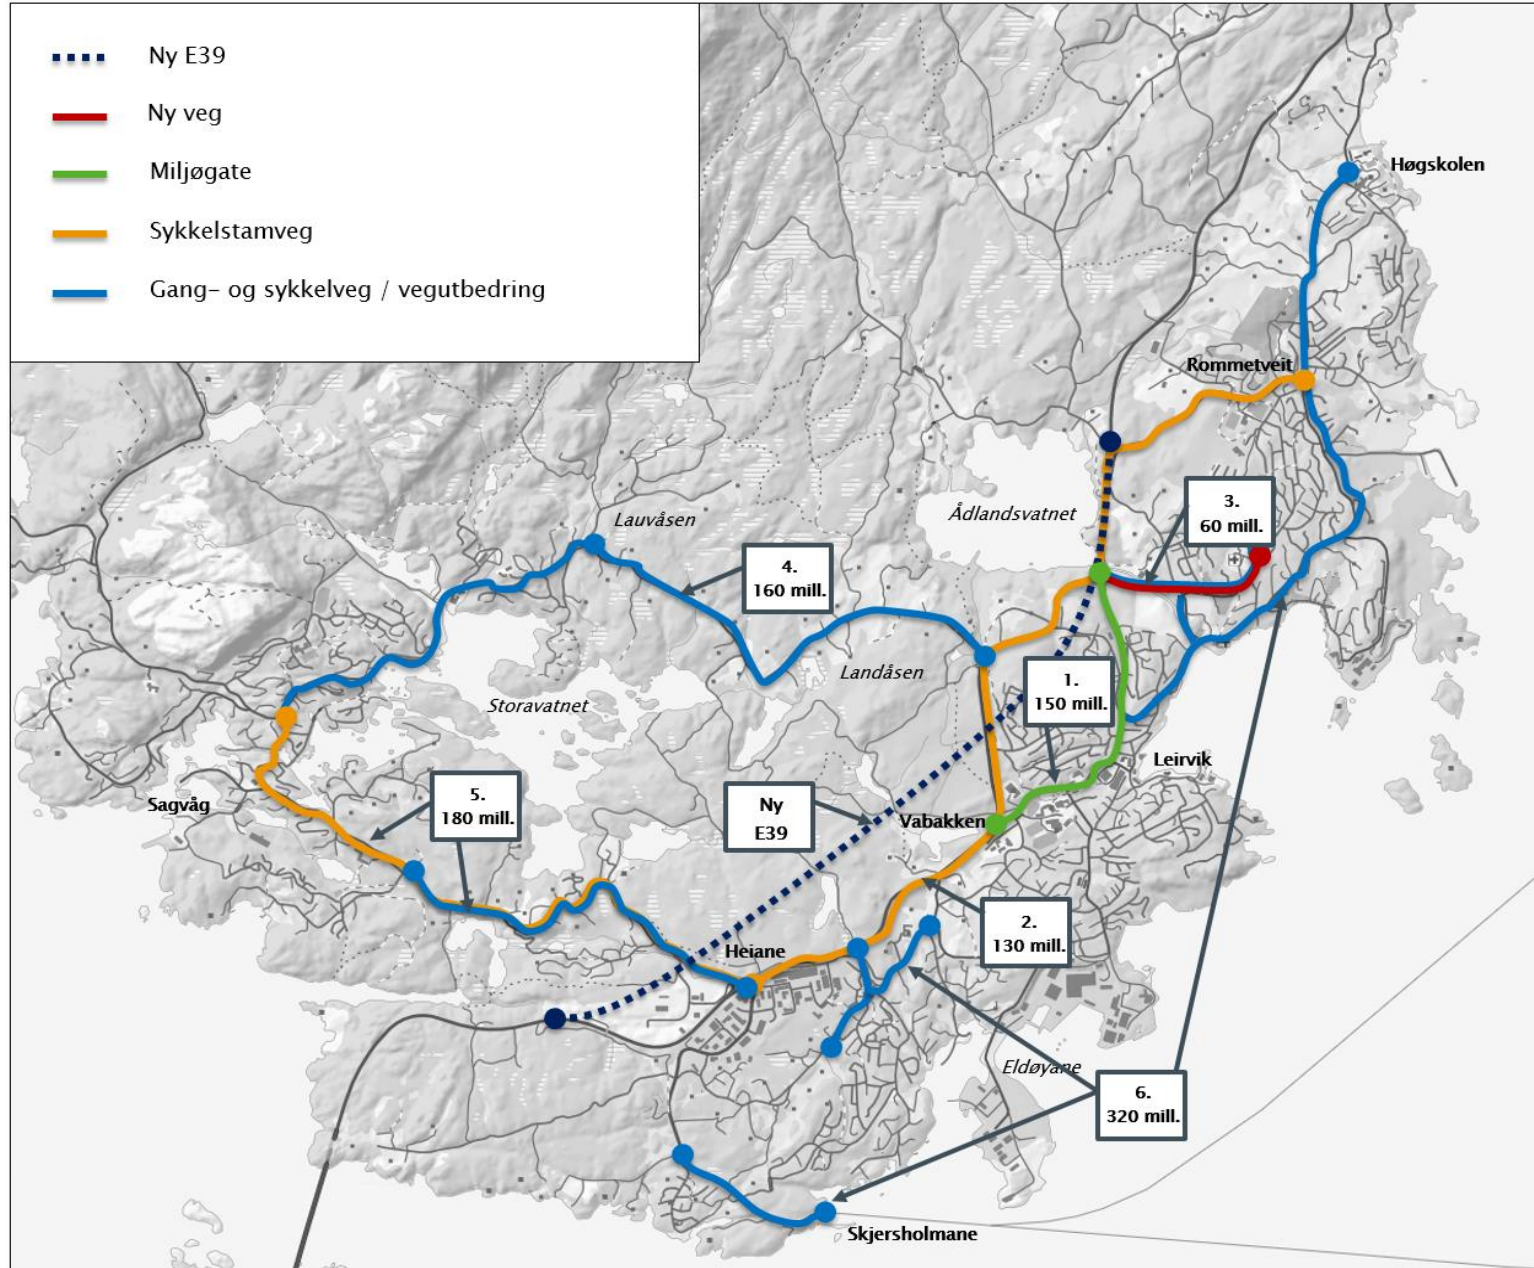 Ny E39
Ny veg
Miljøgate
Sykkelstamveg
Gang- og sykkelveg / vegutbedring
Høgskolen
Rommetveit
Ådlandsvatnet
3.
60 mill.
Lauvåsen
4.
160 mill.
Landåsen
1.
150 mill.
Storavatnet
Leirvik
Sagvåg
5.
180 mill.
Ny
E39
Vabakken
2.
130 mill.
Heiane
Eldøyane
6.
320 mill.
Skjersholmane